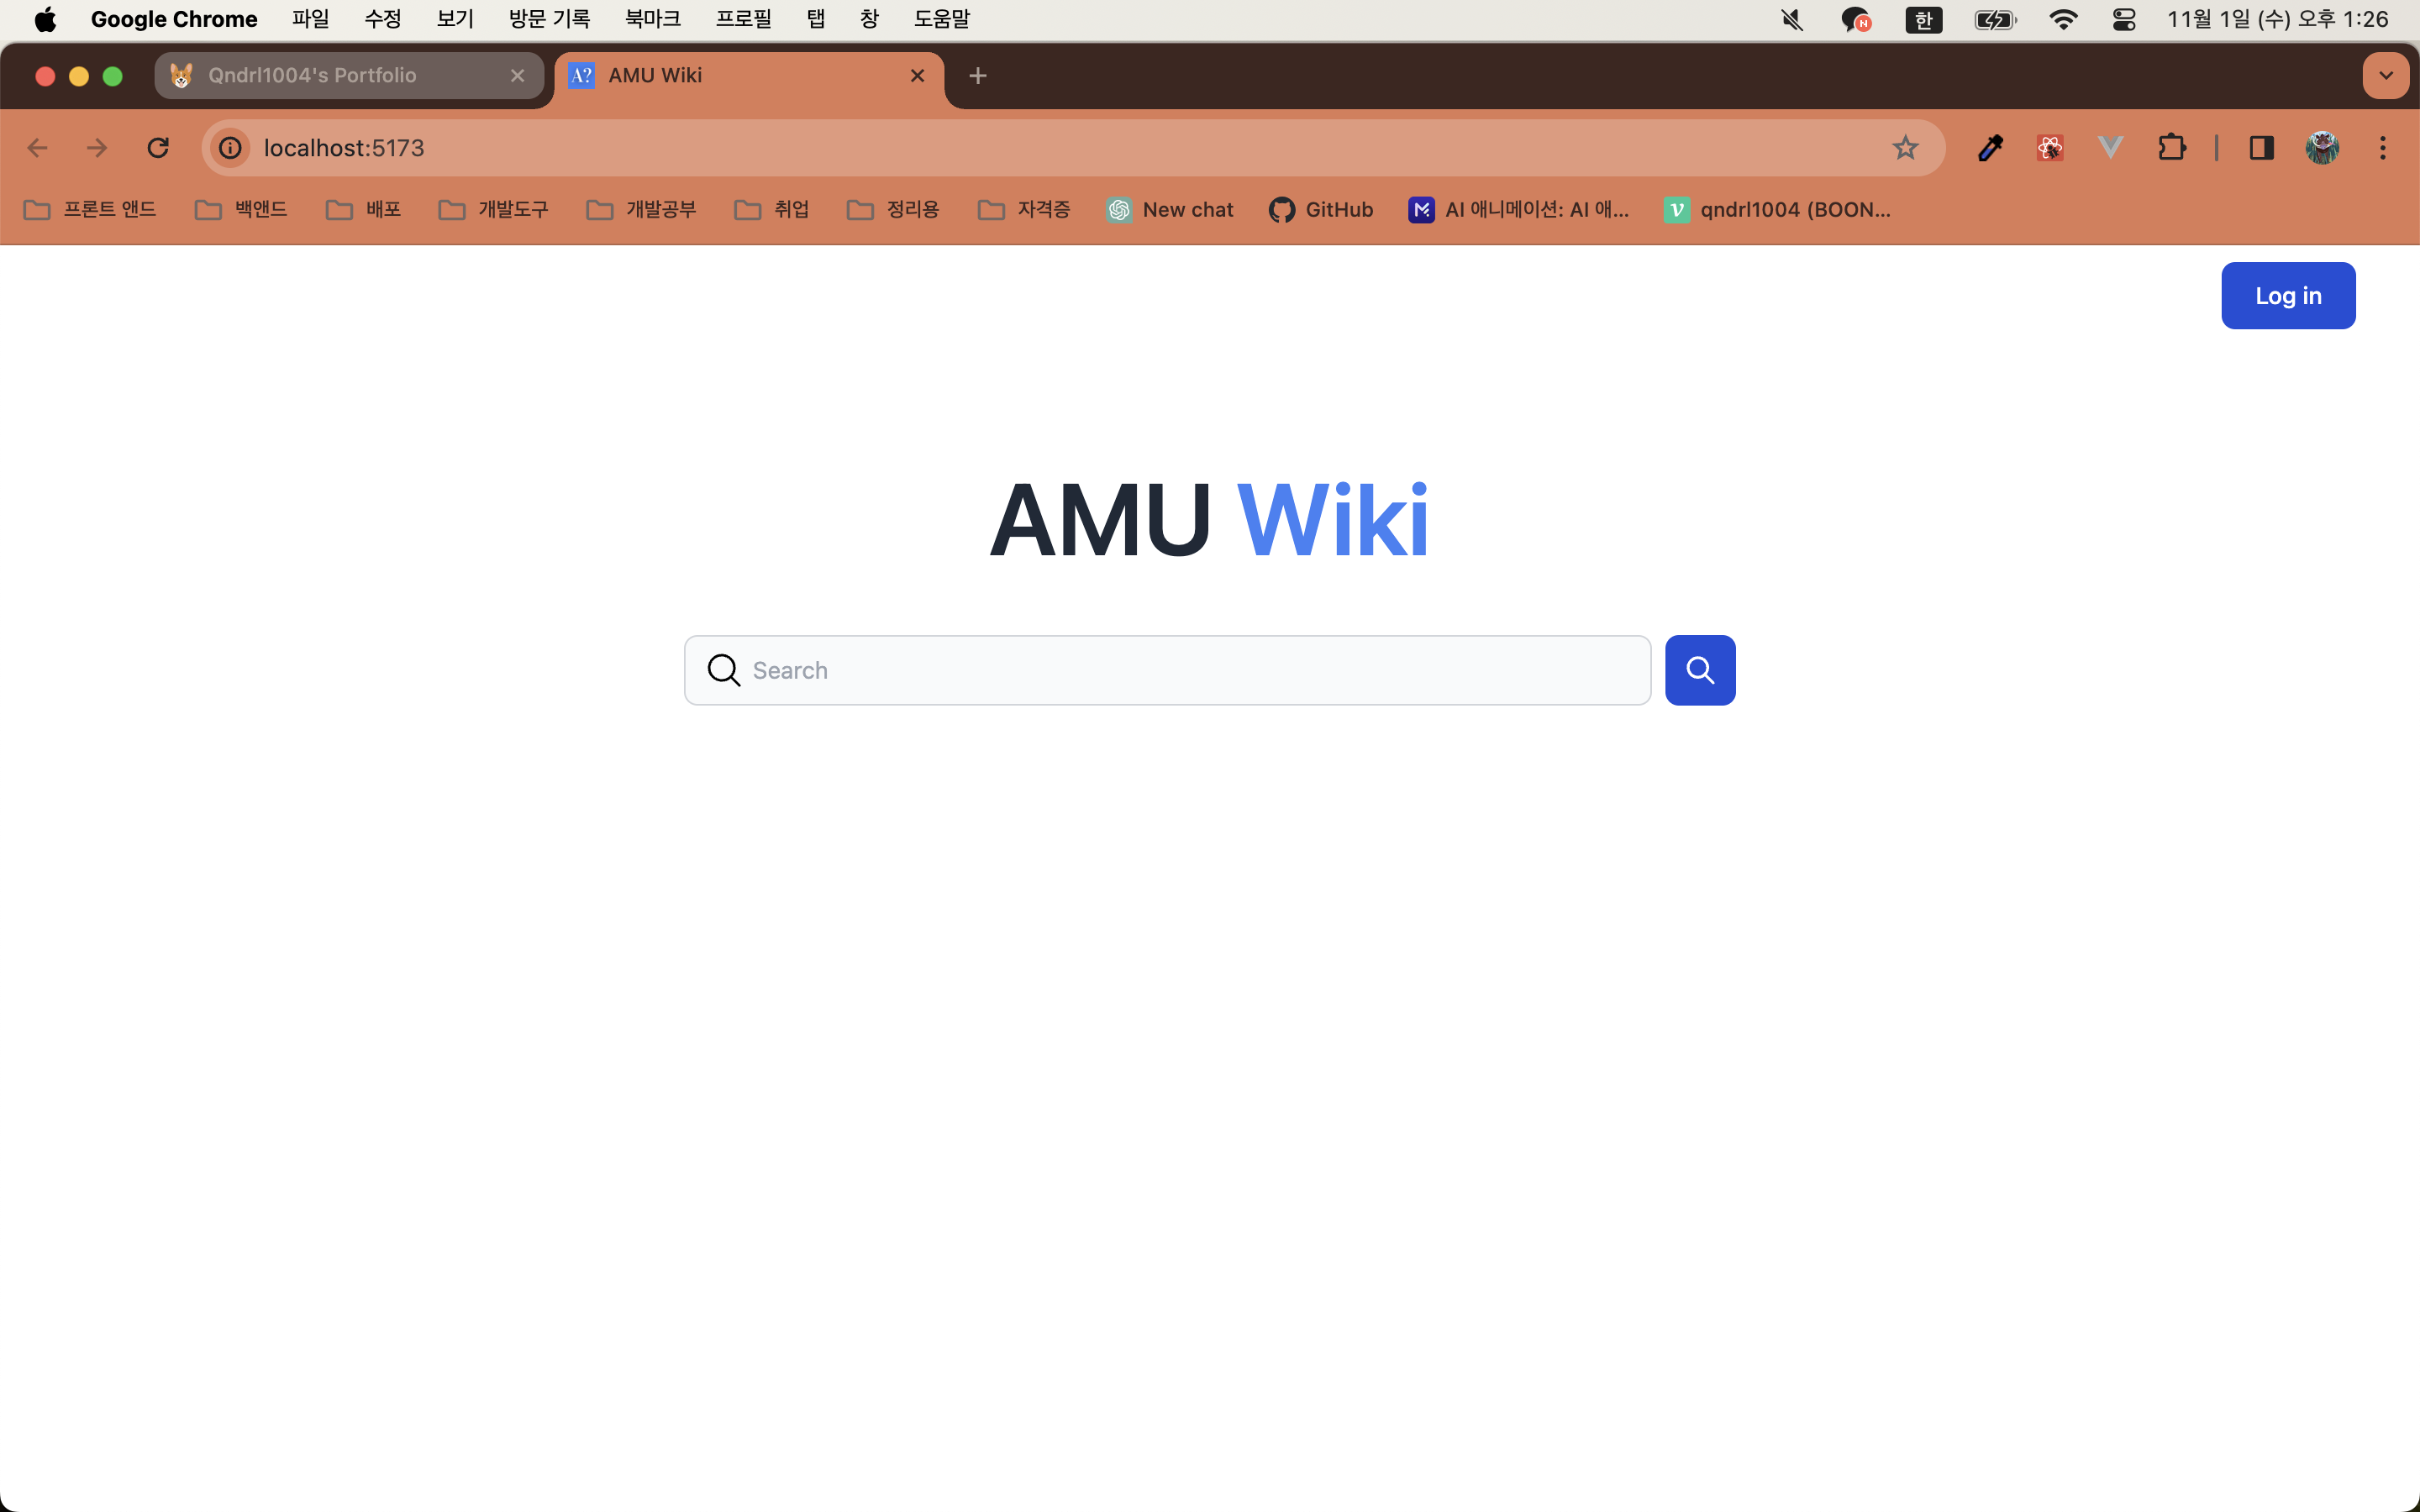 Google Chrome 파일 수정 보기 방문 기록 북마크 프로필 탭 창 도움말 N 한 11월 1일 (수) 오후 1:26
Qndrl1004's Portfolio A? AMU Wiki
localhost:5173
프론트 앤드 백앤드 배포 개발도구 개발공부 취업 정리용 자격증 New chat GitHub AI 애니메이션: AI 애... qndrl1004 (BOON...
Log in
AMU Wiki
Search